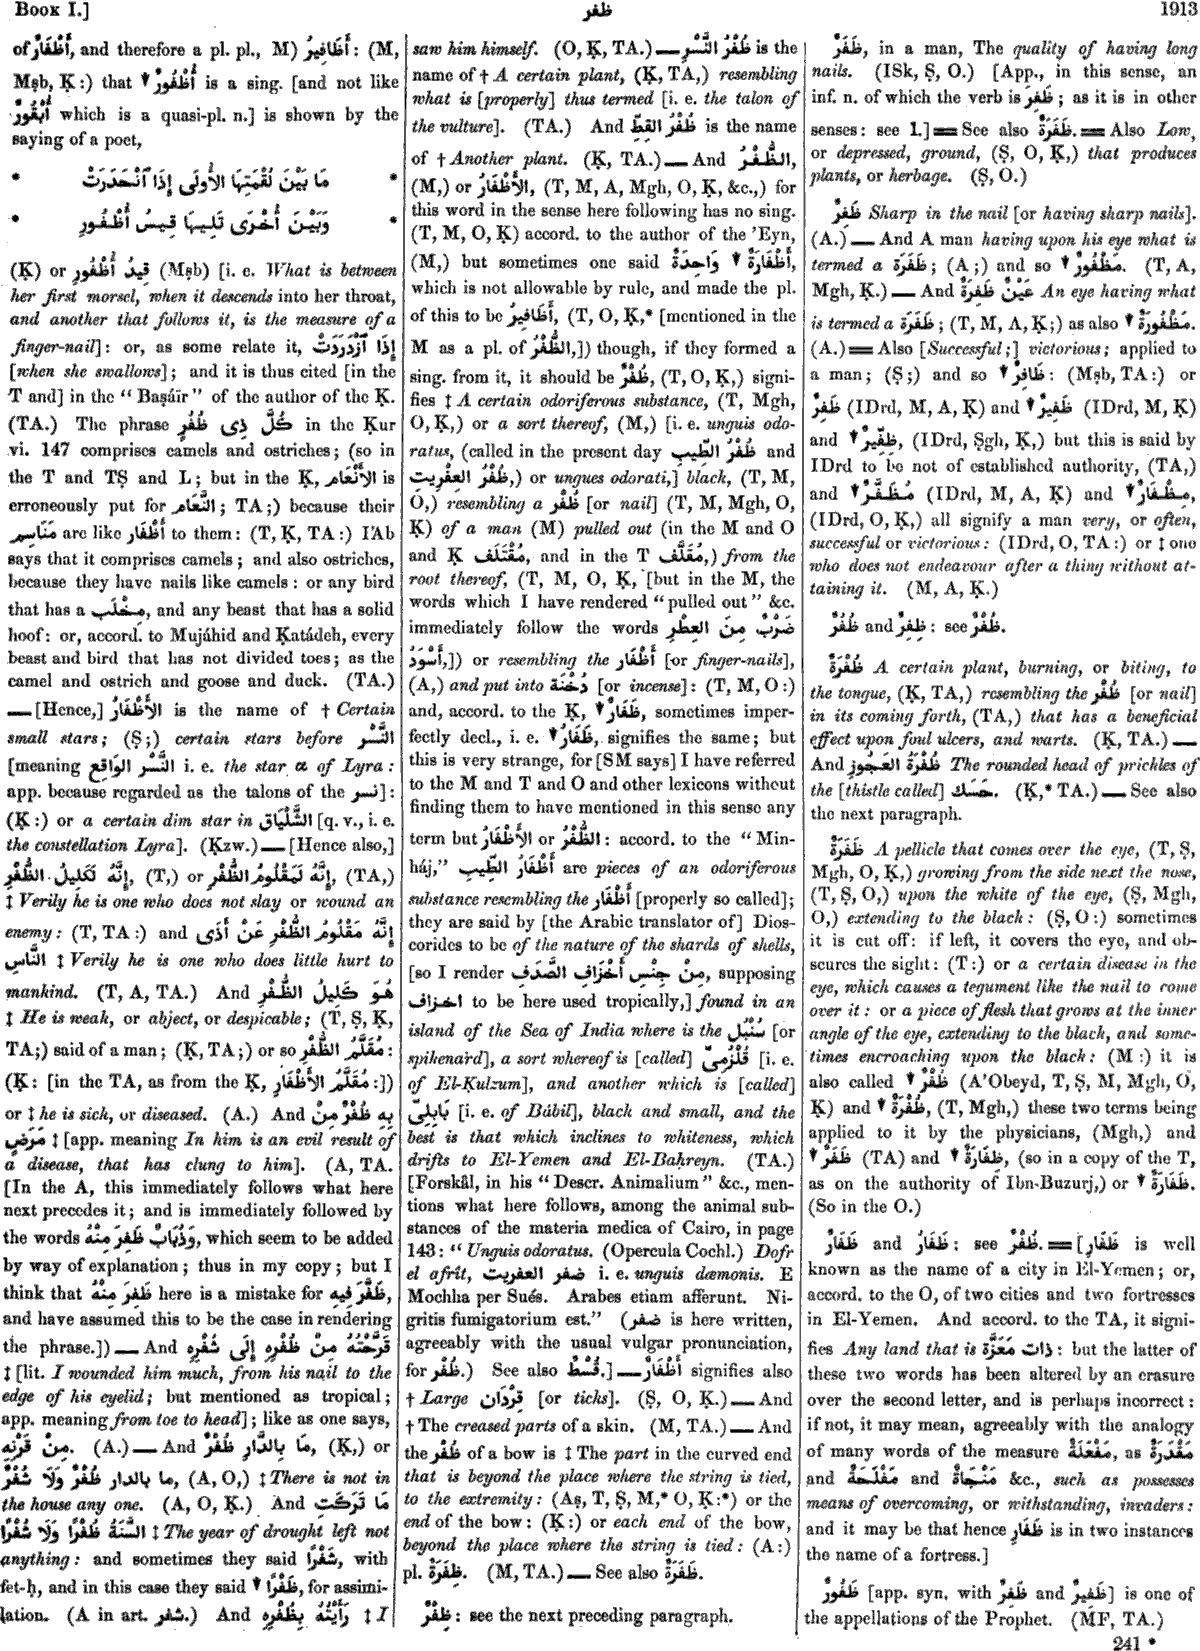 BOOK I.]
ظفر
1913
of أَظْفَارٌ, and therefore a pl. pl., M) أَظَافِيرُ: (M,
Mṣb, Ḳ:) that ▼ أُظْفُورٌ is a sing. [and not like
أُبْقُورٌ which is a quasi-pl. n.] is shown by the
saying of a poet,
* مَا بَيْنَ لُقْمَتِهَا الأُولَى إِذَا ٱنْحَدَرَتْ *
* وَبَيْنَ أُخْرَى تَلِيهَا قِيسُ أُظْفُورِ *
(Ḳ) or قِيدُ أُظْفُورِ (Mṣb) [i. e. What is between
her first morsel, when it descends into her throat,
and another that follows it, is the measure of a
finger-nail]: or, as some relate it, إِذَا ٱزْدَرَدَتْ
[when she swallows]; and it is thus cited [in the
T and] in the “Baṣáïr” of the author of the Ḳ.
(TA.) The phrase كُلَّ ذِى ظُفُرٍ in the Ḳur
vi. 147 comprises camels and ostriches; (so in
the T and TṢ and L; but in the Ḳ, الأَنْعَام is
erroneously put for النَّعَام; TA;) because their
مَنَاسِم are like أَظْفَار to them: (T, Ḳ, TA:) I’Ab
says that it comprises camels; and also ostriches,
because they have nails like camels: or any bird
that has a مِخْلَب, and any beast that has a solid
hoof: or, accord. to Mujáhid and Ḳatádeh, every
beast and bird that has not divided toes; as the
camel and ostrich and goose and duck. (TA.)
— [Hence,] الأَظْفَارُ is the name of † Certain
small stars; (Ṣ;) certain stars before النَّسْر
[meaning النَّسْر الوَاقِع i. e. the star α of Lyra:
app. because regarded as the talons of the نسر]:
(Ḳ:) or a certain dim star in الشَّلْيَاق [q. v., i. e.
the constellation Lyra]. (Ḳzw.) — [Hence also,]
إِنَّهُ لَكَلِيلُ الظُّفْرِ, (T,) or إِنَّهُ لَمَقْلُومُ الظُّفْرِ, (TA,)
‡ Verily he is one who does not slay or wound an
enemy: (T, TA:) and إِنَّهُ مَقْلُومُ الظُّفْرِ عَنْ أَذَى
النَّاسِ ‡ Verily he is one who does little hurt to
mankind. (T, A, TA.) And هُوَ كَلِيلُ الظُّفْرِ
‡ He is weak, or abject, or despicable; (T, Ṣ, Ḳ,
TA;) said of a man; (Ḳ, TA;) or so مُقَلَّمُ الظُّفْرِ:
(Ḳ: [in the TA, as from the Ḳ, مُقَلَّمُ الأَظْفَارِ:])
or ‡ he is sick, or diseased. (A.) And بِهِ ظُفْرٌ مِنْ
مَرَضٍ ‡ [app. meaning In him is an evil result of
a disease, that has clung to him]. (A, TA.
[In the A, this immediately follows what here
next precedes it; and is immediately followed by
the words وَذُبَابٌ ظَفِرَ مِنْهُ, which seem to be added
by way of explanation; thus in my copy; but I
think that ظَفِرَ مِنْهُ here is a mistake for ظَفَّرَ فِيهِ,
and have assumed this to be the case in rendering
the phrase.]) — And قَرَّحْتُهُ مِنْ ظُفْرِهِ إِلَى شُفْرِهِ
‡ [lit. I wounded him much, from his nail to the
edge of his eyelid; but mentioned as tropical;
app. meaning from toe to head]; like as one says,
مِنْ قَرْنِهِ. (A.) — And مَا بِالدَّارِ ظُفْرٌ, (Ḳ,) or
ما بالدار ظُفْرٌ وَلَا شُفْرٌ, (A, O,) ‡ There is not in
the house any one. (A, O, Ḳ.) And مَا تَرَكَتِ
السَّنَةُ ظُفْرًا وَلَا شُفْرًا ‡ The year of drought left not
anything: and sometimes they said شَفْرًا, with
fet-ḥ, and in this case they said ▼ ظَفْرًا, for assimi-
lation. (A in art. شفر.) And رَأَيْتُهُ بِظُفْرِهِ ‡ I
saw him himself. (O, Ḳ, TA.) — ظُفْرُ النَّسْرِ is the
name of † A certain plant, (Ḳ, TA,) resembling
what is [properly] thus termed [i. e. the talon of
the vulture]. (TA.) And ظُفْرُ القِطِّ is the name
of † Another plant. (Ḳ, TA.) — And الظُّفْرُ,
(M,) or الأَظْفَارُ, (T, M, A, Mgh, O, Ḳ, &c.,) for
this word in the sense here following has no sing.
(T, M, O, Ḳ) accord. to the author of the ’Eyn,
(M,) but sometimes one said ▼ أَظْفَارَةٌ وَاحِدَةٌ,
which is not allowable by rule, and made the pl.
of this to be أَظَافِيرُ, (T, O, Ḳ,* [mentioned in the
M as a pl. of الظُّفْرُ,]) though, if they formed a
sing. from it, it should be ظُفْرٌ, (T, O, Ḳ,) signi-
fies ‡ A certain odoriferous substance, (T, Mgh,
O, Ḳ,) or a sort thereof, (M,) [i. e. unguis odo-
ratus, (called in the present day ظُفْرُ الطِّيبِ and
ظُفْرُ العِفْرِيت,) or ungues odorati,] black, (T, M,
O,) resembling a ظُفْر [or nail] (T, M, Mgh, O,
Ḳ) of a man (M) pulled out (in the M and O
and Ḳ مُقْتَلَف, and in the T مُقَلَّف,) from the
root thereof, (T, M, O, Ḳ, [but in the M, the
words which I have rendered “pulled out” &c.
immediately follow the words ضَرْبٌ مِنَ العِطْرِ
أَسْوَدُ,]) or resembling the أَظْفَار [or finger-nails],
(A,) and put into دُخْنَة [or incense]: (T, M, O:)
and, accord. to the Ḳ, ▼ ظَفَارٌ, sometimes imper-
fectly decl., i. e. ▼ ظَفَارُ, signifies the same; but
this is very strange, for [SM says] I have referred
to the M and T and O and other lexicons without
finding them to have mentioned in this sense any
term but الأَظْفَارُ or الظُّفْرُ: accord. to the “Min-
háj,” أَظْفَارُ الطِّيبِ are pieces of an odoriferous
substance resembling the أَظْفَار [properly so called];
they are said by [the Arabic translator of] Dios-
corides to be of the nature of the shards of shells,
[so I render مِنْ جِنْسِ أَخْزَافِ الصَّدَفِ, supposing
اخزاف to be here used tropically,] found in an
island of the Sea of India where is the سُنْبُل [or
spikenard], a sort whereof is [called] قُلْزُمِىّ [i. e.
of El-Ḳulzum], and another which is [called]
بَابِلِىّ [i. e. of Bábil], black and small, and the
best is that which inclines to whiteness, which
drifts to El-Yemen and El-Baḥreyn. (TA.)
[Forskål, in his “Descr. Animalium” &c., men-
tions what here follows, among the animal sub-
stances of the materia medica of Cairo, in page
143: “Unguis odoratus. (Opercula Cochl.) Dofr
el afrît, ضفر العفريت i. e. unguis dæmonis. E
Mochha per Sués. Arabes etiam afferunt. Ni-
gritis fumigatorium est.” (ضفر is here written,
agreeably with the usual vulgar pronunciation,
for ظُفْر.) See also قُسْطٌ.] — أَظْفَارٌ signifies also
† Large قِرْدَان [or ticks]. (Ṣ, O, Ḳ.) — And
† The creased parts of a skin. (M, TA.) — And
the ظُفْر of a bow is ‡ The part in the curved end
that is beyond the place where the string is tied,
to the extremity: (Aṣ, T, Ṣ, M,* O, Ḳ:*) or the
end of the bow: (Ḳ:) or each end of the bow,
beyond the place where the string is tied: (A:)
pl. ظِفَرَةٌ. (M, TA.) — See also ظَفَرَةٌ.
ظِفْرٌ: see the next preceding paragraph.
ظَفَرٌ, in a man, The quality of having long
nails. (ISk, Ṣ, O.) [App., in this sense, an
inf. n. of which the verb is ظَفِرَ; as it is in other
senses: see 1.] ═ See also ظَفَرَةٌ. ═ Also Low,
or depressed, ground, (Ṣ, O, Ḳ,) that produces
plants, or herbage. (Ṣ, O.)
ظَفِرٌ Sharp in the nail [or having sharp nails].
(A.) — And A man having upon his eye what is
termed a ظَفَرَة; (A;) and so ▼ مَظْفُورٌ. (T, A,
Mgh, Ḳ.) — And عَيْنٌ ظَفِرَةٌ An eye having what
is termed a ظَفَرَة; (T, M, A, Ḳ;) as also ▼ مَظْفُورَةٌ.
(A.) ═ Also [Successful;] victorious; applied to
a man; (Ṣ;) and so ▼ ظَافِرٌ: (Mṣb, TA:) or
ظَفِرٌ (IDrd, M, A, Ḳ) and ▼ ظَفِيرٌ (IDrd, M, Ḳ)
and ▼ ظِفِّيرٌ, (IDrd, Ṣgh, Ḳ,) but this is said by
IDrd to be not of established authority, (TA,)
and ▼ مُظَفَّرٌ (IDrd, M, A, Ḳ) and ▼ مِظْفَارٌ,
(IDrd, O, Ḳ,) all signify a man very, or often,
successful or victorious: (IDrd, O, TA:) or ‡ one
who does not endeavour after a thing without at-
taining it. (M, A, Ḳ.)
ظُفُرٌ and ظِفِرٌ: see ظُفْرٌ.
ظُفْرَةٌ A certain plant, burning, or biting, to
the tongue, (Ḳ, TA,) resembling the ظُفْر [or nail]
in its coming forth, (TA,) that has a beneficial
effect upon foul ulcers, and warts. (Ḳ, TA.) —
And ظُفْرَةُ العَجُوزِ The rounded head of prickles of
the [thistle called] حَسَك. (Ḳ,* TA.) — See also
the next paragraph.
ظَفَرَةٌ A pellicle that comes over the eye, (T, Ṣ,
Mgh, O, Ḳ,) growing from the side next the nose,
(T, Ṣ, O,) upon the white of the eye, (Ṣ, Mgh,
O,) extending to the black: (Ṣ, O:) sometimes
it is cut off: if left, it covers the eye, and ob-
scures the sight: (T:) or a certain disease in the
eye, which causes a tegument like the nail to come
over it: or a piece of flesh that grows at the inner
angle of the eye, extending to the black, and some-
times encroaching upon the black: (M:) it is
also called ▼ ظُفْرٌ (A’Obeyd, T, Ṣ, M, Mgh, O,
Ḳ) and ▼ ظُفْرَةٌ, (T, Mgh,) these two terms being
applied to it by the physicians, (Mgh,) and
▼ ظَفَرٌ (TA) and ▼ ظِفَارَةٌ, (so in a copy of the T,
as on the authority of Ibn-Buzurj,) or ▼ ظَفَارَةٌ.
(So in the O.)
ظَفَارٌ and ظَفَارُ: see ظُفْرٌ. ═ [ظَفَارِ is well
known as the name of a city in El-Yemen; or,
accord. to the O, of two cities and two fortresses
in El-Yemen. And accord. to the TA, it signi-
fies Any land that is ذات مَغَرَّة: but the latter of
these two words has been altered by an erasure
over the second letter, and is perhaps incorrect:
if not, it may mean, agreeably with the analogy
of many words of the measure مَفْعَلَةٌ, as مَقْدَرَةٌ
and مَفْلَحَةٌ and مَنْجَاةٌ &c., such as possesses
means of overcoming, or withstanding, invaders:
and it may be that hence ظَفَارِ is in two instances
the name of a fortress.]
ظَفُورٌ [app. syn. with ظَفِرٌ and ظَفِيرٌ] is one of
the appellations of the Prophet. (MF, TA.)
241 *